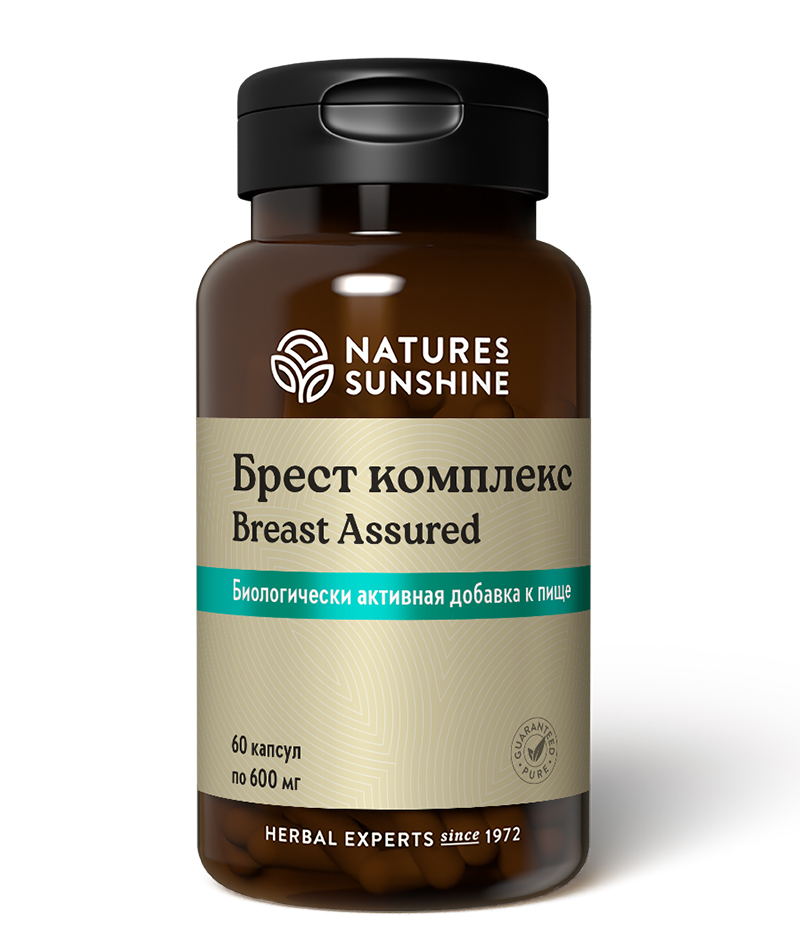 NATURES
SUNSHINE
Брест комплекс
Breast Assured
Биологически активная добавка к пище
60 капсул
по 600 мг
GUARANTEED
PURE
HERBAL EXPERTS since 1972